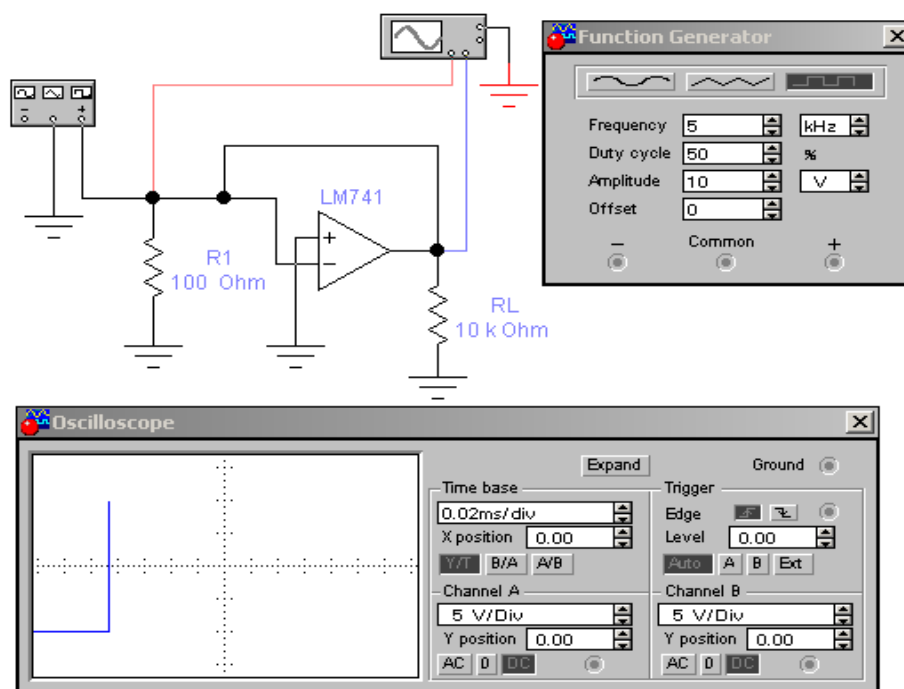 Function Generator
Frequency 5 kHz
Duty cycle 50 %
Amplitude 10 V
Offset 0
− Common +
− +
LM741
+
−
R1
100 Ohm
RL
10 k Ohm
Oscilloscope
Expand Ground
Time base Trigger
0.02ms/div Edge
X position 0.00 Level 0.00
Y/T B/A A/B Auto A B Ext
Channel A Channel B
5 V/Div 5 V/Div
Y position 0.00 Y position 0.00
AC 0 DC AC 0 DC